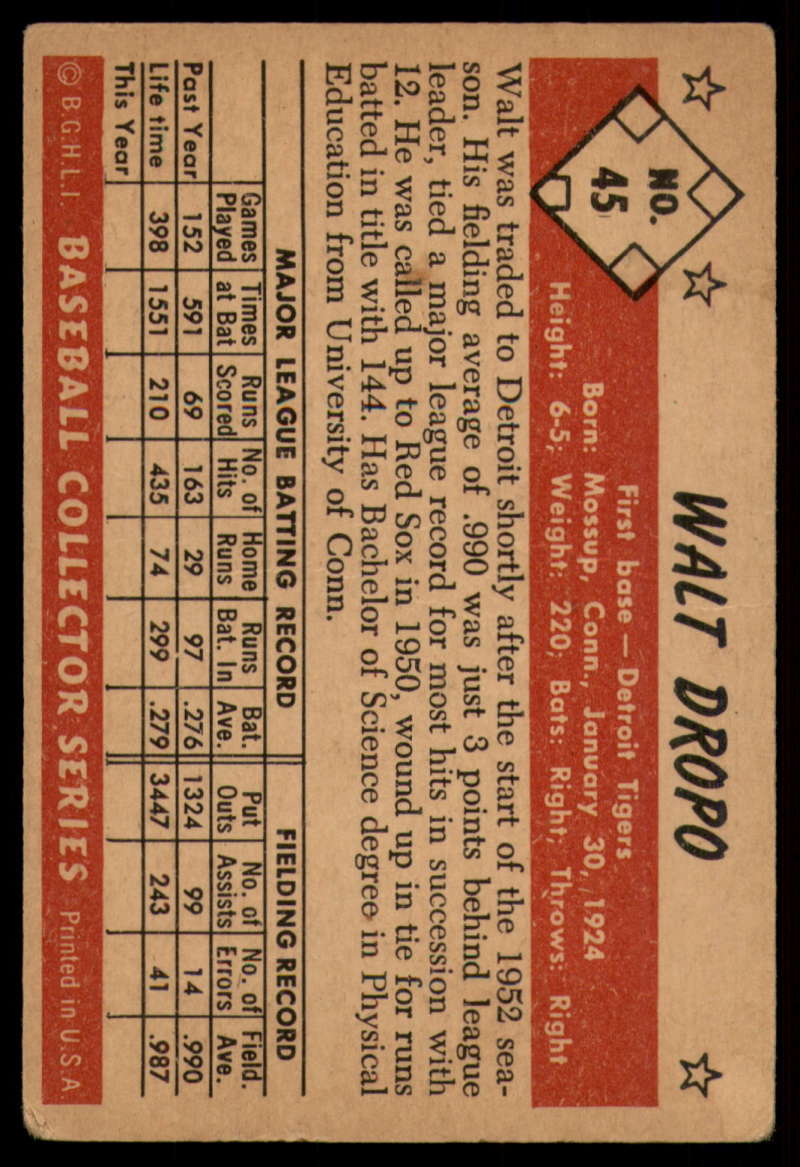 WALT DROPO
NO.
45
First base — Detroit Tigers
Born: Mossup, Conn., January 30, 1924
Height: 6-5; Weight: 220; Bats: Right; Throws: Right
Walt was traded to Detroit shortly after the start of the 1952 sea-
son. His fielding average of .990 was just 3 points behind league
leader, tied a major league record for most hits in succession with
12. He was called up to Red Sox in 1950, wound up in tie for runs
batted in title with 144. Has Bachelor of Science degree in Physical
Education from University of Conn.
MAJOR LEAGUE BATTING RECORD FIELDING RECORD
Games Times Runs No. of Home Runs Bat. Put No. of No. of Field.
Played at Bat Scored Hits Runs Bat. In Ave. Outs Assists Errors Ave.
Past Year 152 591 69 163 29 97 .276 1324 99 14 .990
Life time 398 1551 210 435 74 299 .279 3447 243 41 .987
This Year
© B.G.H.L.I. BASEBALL COLLECTOR SERIES Printed in U.S.A.